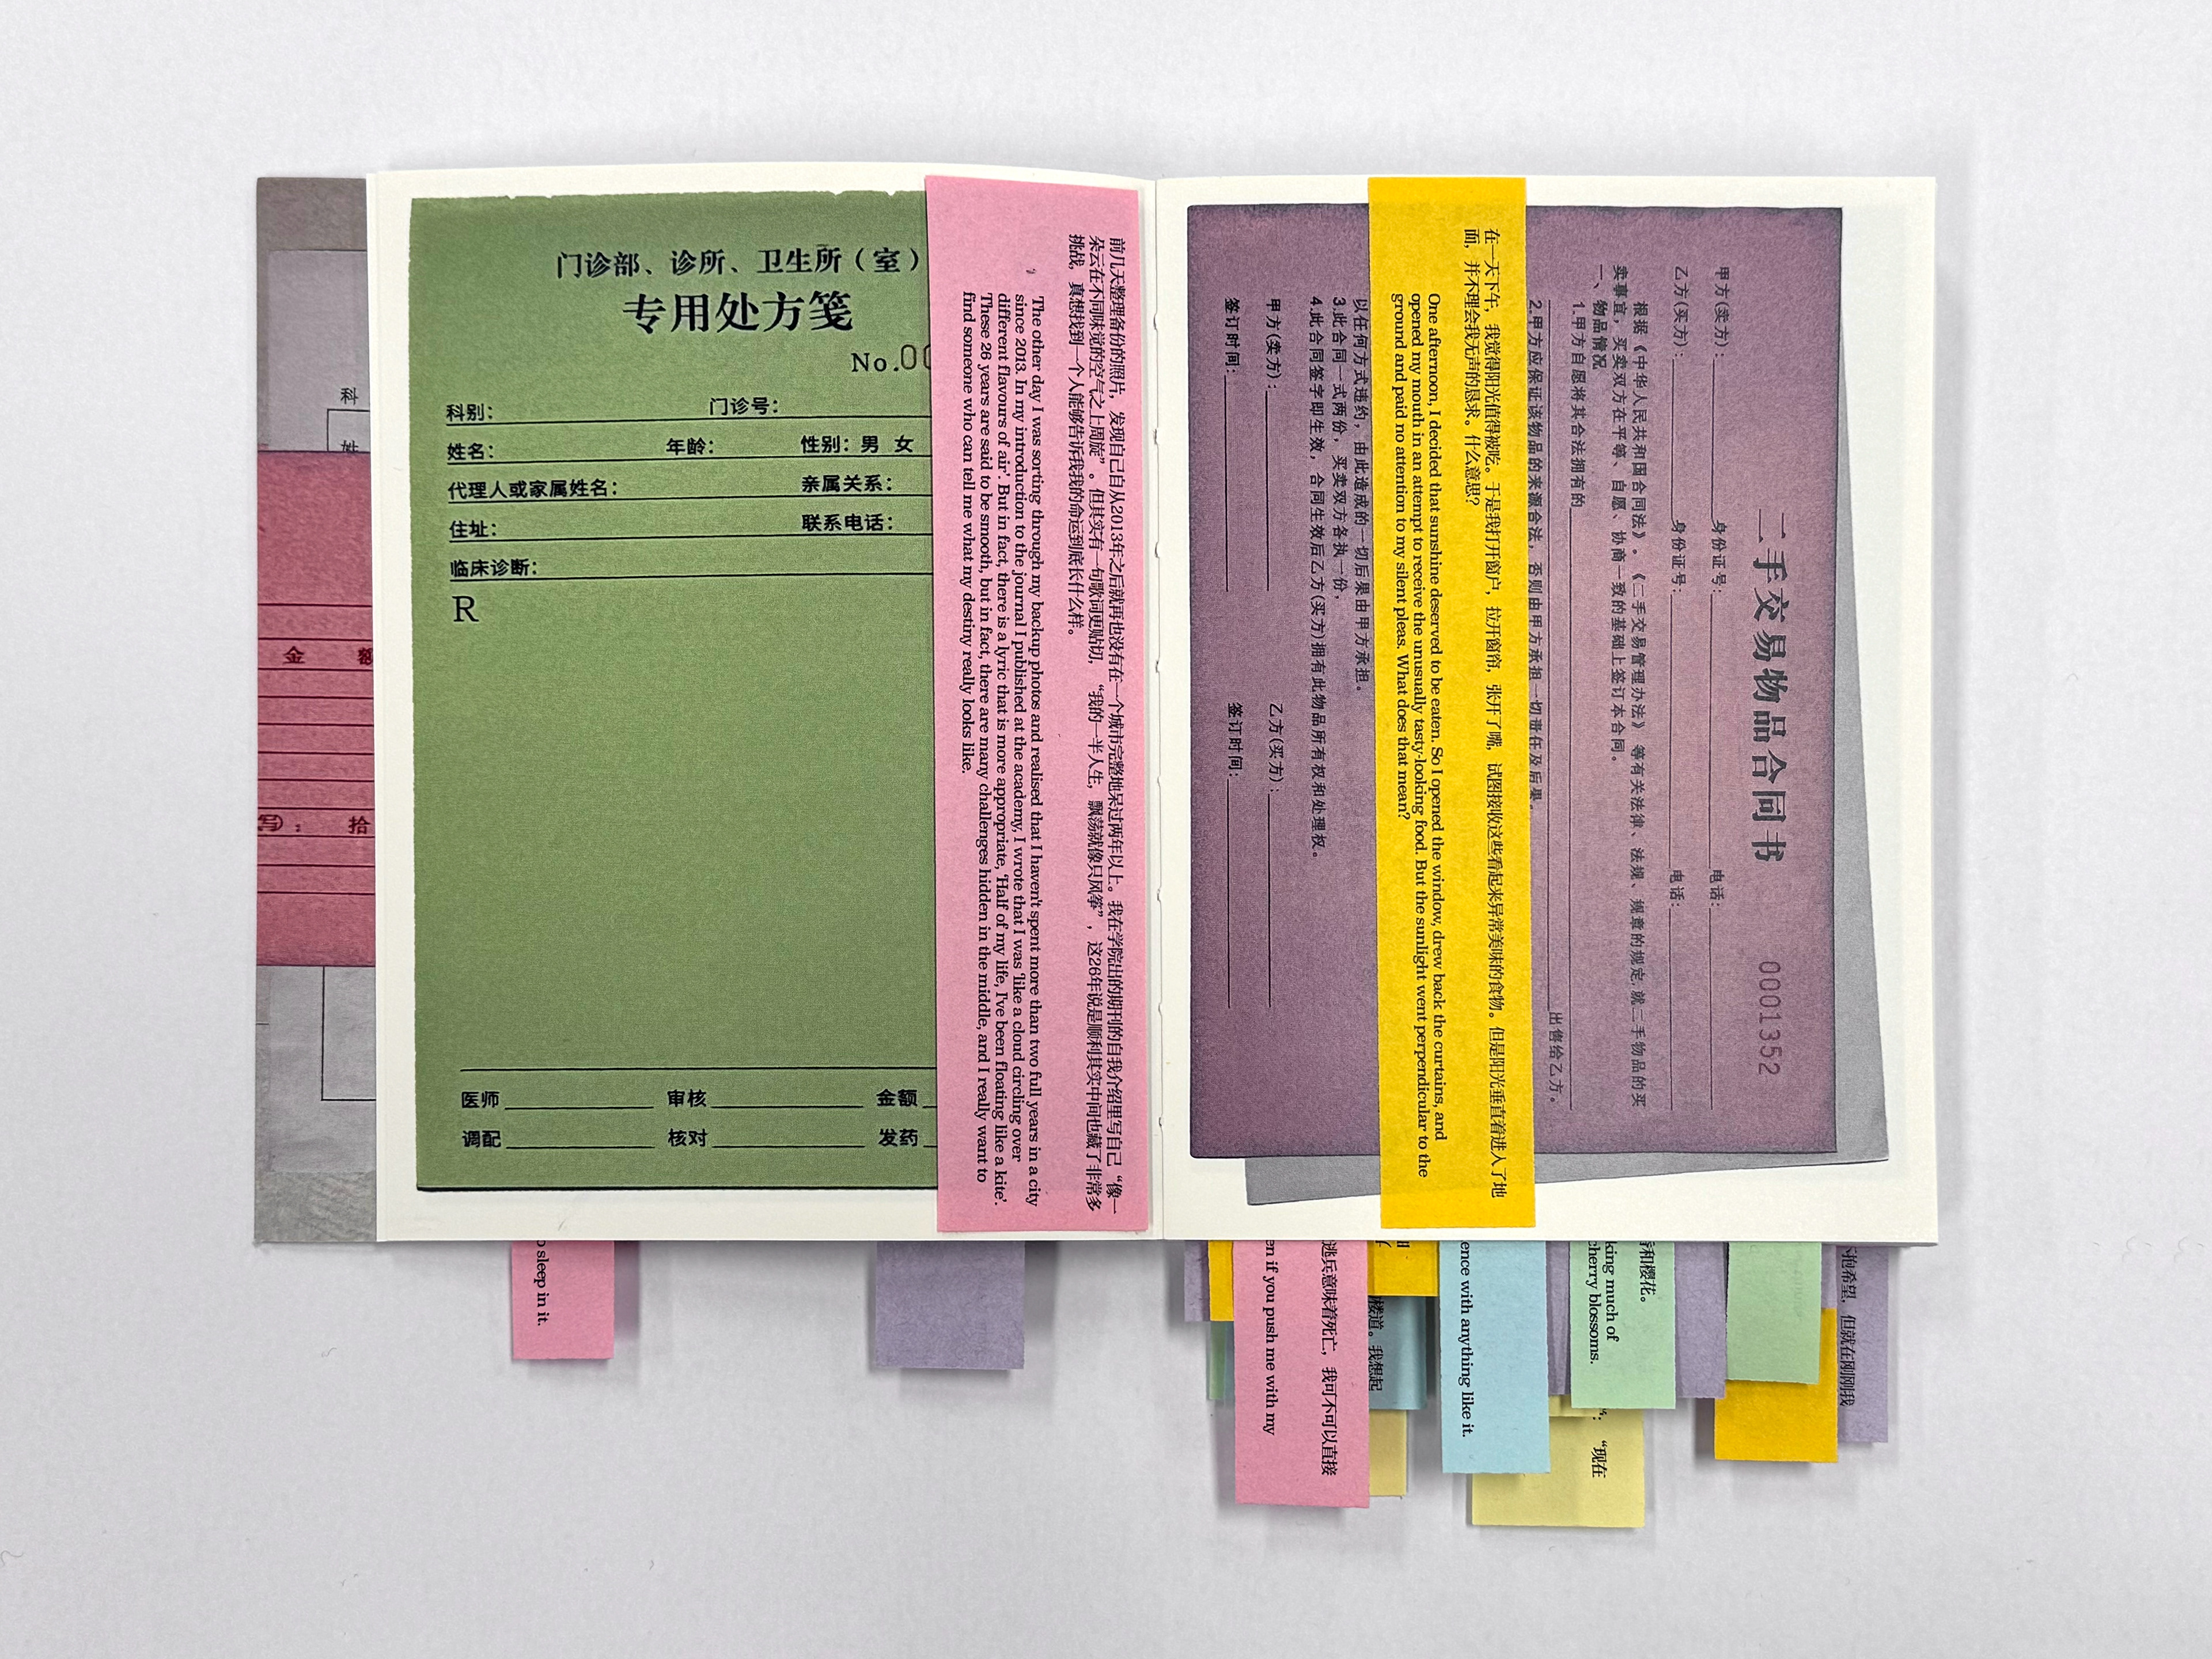 门诊部、诊所、卫生所（室）
专用处方笺
No.00
科别： 门诊号：
姓名： 年龄： 性别：男 女
代理人或家属姓名： 亲属关系：
住址： 联系电话：
临床诊断：
R
医师 审核 金额
调配 核对 发药
金 额
写）： 拾
前几天整理备份的照片，发现自己自从2013年之后就再也没有在一个城市完整地呆过两年以上。我在学院出的期刊的自我介绍里写自己“像一
朵云在不同味觉的空气之上周旋”。但其实有一句歌词更贴切，“我的一半人生，飘荡就像只风筝”，这26年说是顺利其实中间也藏了非常多
挑战，真想找到一个人能够告诉我我的命运到底长什么样。
The other day I was sorting through my backup photos and realised that I haven't spent more than two full years in a city
since 2013. In my introduction to the journal I published at the academy, I wrote that I was 'like a cloud circling over
different flavours of air'. But in fact, there is a lyric that is more appropriate, 'Half of my life, I've been floating like a kite'.
These 26 years are said to be smooth, but in fact, there are many challenges hidden in the middle, and I really want to
find someone who can tell me what my destiny really looks like.
二手交易物品合同书 0001352
甲方(卖方)： 身份证号： 电话：
乙方(买方)： 身份证号： 电话：
根据《中华人民共和国合同法》。《二手交易管理办法》等有关法律、法规、规章的规定,就二手物品的买
卖事宜，买卖双方在平等、自愿、协商一致的基础上签订本合同。
一、物品情况
1.甲方自愿将其合法拥有的
出售给乙方。
2.甲方应保证该物品的来源合法，否则由甲方承担一切责任及后果。
在一天下午，我觉得阳光值得被吃。于是我打开窗户，拉开窗帘，张开了嘴，试图接收这些看起来异常美味的食物。但是阳光垂直着进入了地
面，并不理会我无声的恳求。什么意思?
One afternoon, I decided that sunshine deserved to be eaten. So I opened the window, drew back the curtains, and
opened my mouth in an attempt to receive the unusually tasty-looking food. But the sunlight went perpendicular to the
ground and paid no attention to my silent pleas. What does that mean?
以任何方式违约，由此造成的一切后果由甲方承担。
3.此合同一式两份，买卖双方各执一份，
4.此合同签字即生效，合同生效后乙方(买方)拥有此物品所有权和处理权。
甲方(卖方)： 乙方(买方)：
签订时间： 签订时间：
sleep in it.
逃兵意味着死亡，我可不可以直接
en if you push me with my
楼道。我想起
ence with anything like it.
和樱花。
king much of
cherry blossoms.
“现在
抱希望，但就在刚刚我